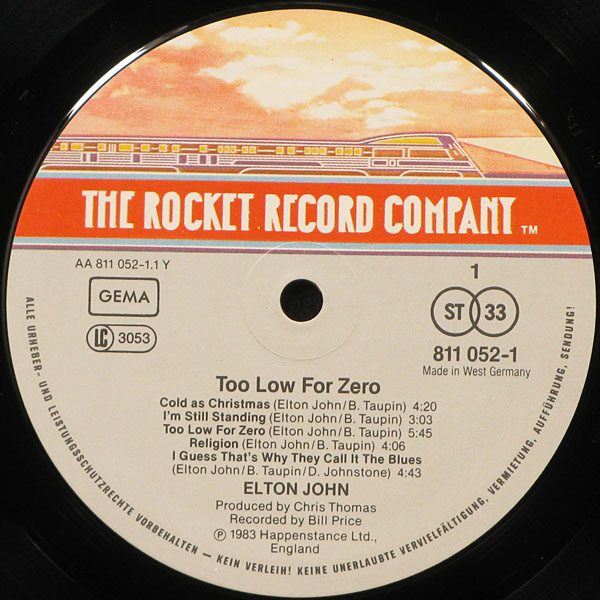 THE ROCKET RECORD COMPANY TM
AA 811 052-1.1 Y
GEMA
LC 3053
1
ST 33
811 052-1
Made in West Germany
Too Low For Zero
Cold as Christmas (Elton John/B. Taupin) 4:20
I'm Still Standing (Elton John/B. Taupin) 3:03
Too Low For Zero (Elton John/B. Taupin) 5:45
Religion (Elton John/B. Taupin) 4:06
I Guess That's Why They Call It The Blues
(Elton John/B. Taupin/D. Johnstone) 4:43
ELTON JOHN
Produced by Chris Thomas
Recorded by Bill Price
℗ 1983 Happenstance Ltd.,
England
ALLE URHEBER- UND LEISTUNGSSCHUTZRECHTE VORBEHALTEN – KEIN VERLEIH! KEINE UNERLAUBTE VERVIELFÄLTIGUNG, VERMIETUNG, AUFFÜHRUNG, SENDUNG!